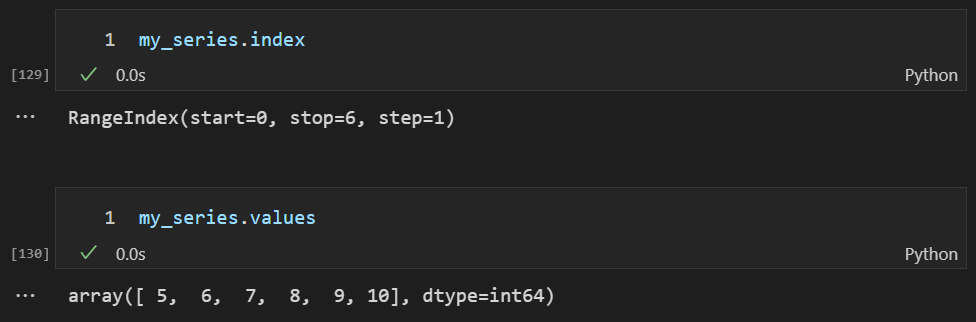 1 my_series.index
[129] ✓ 0.0s Python
... RangeIndex(start=0, stop=6, step=1)
1 my_series.values
[130] ✓ 0.0s Python
... array([ 5,  6,  7,  8,  9, 10], dtype=int64)